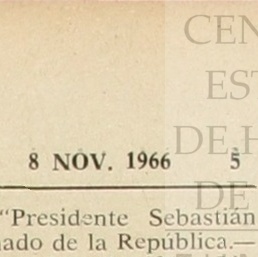 CEN
EST
8 NOV. 1966 5
DE H
DE
"Presidente Sebastián
nado de la República.—